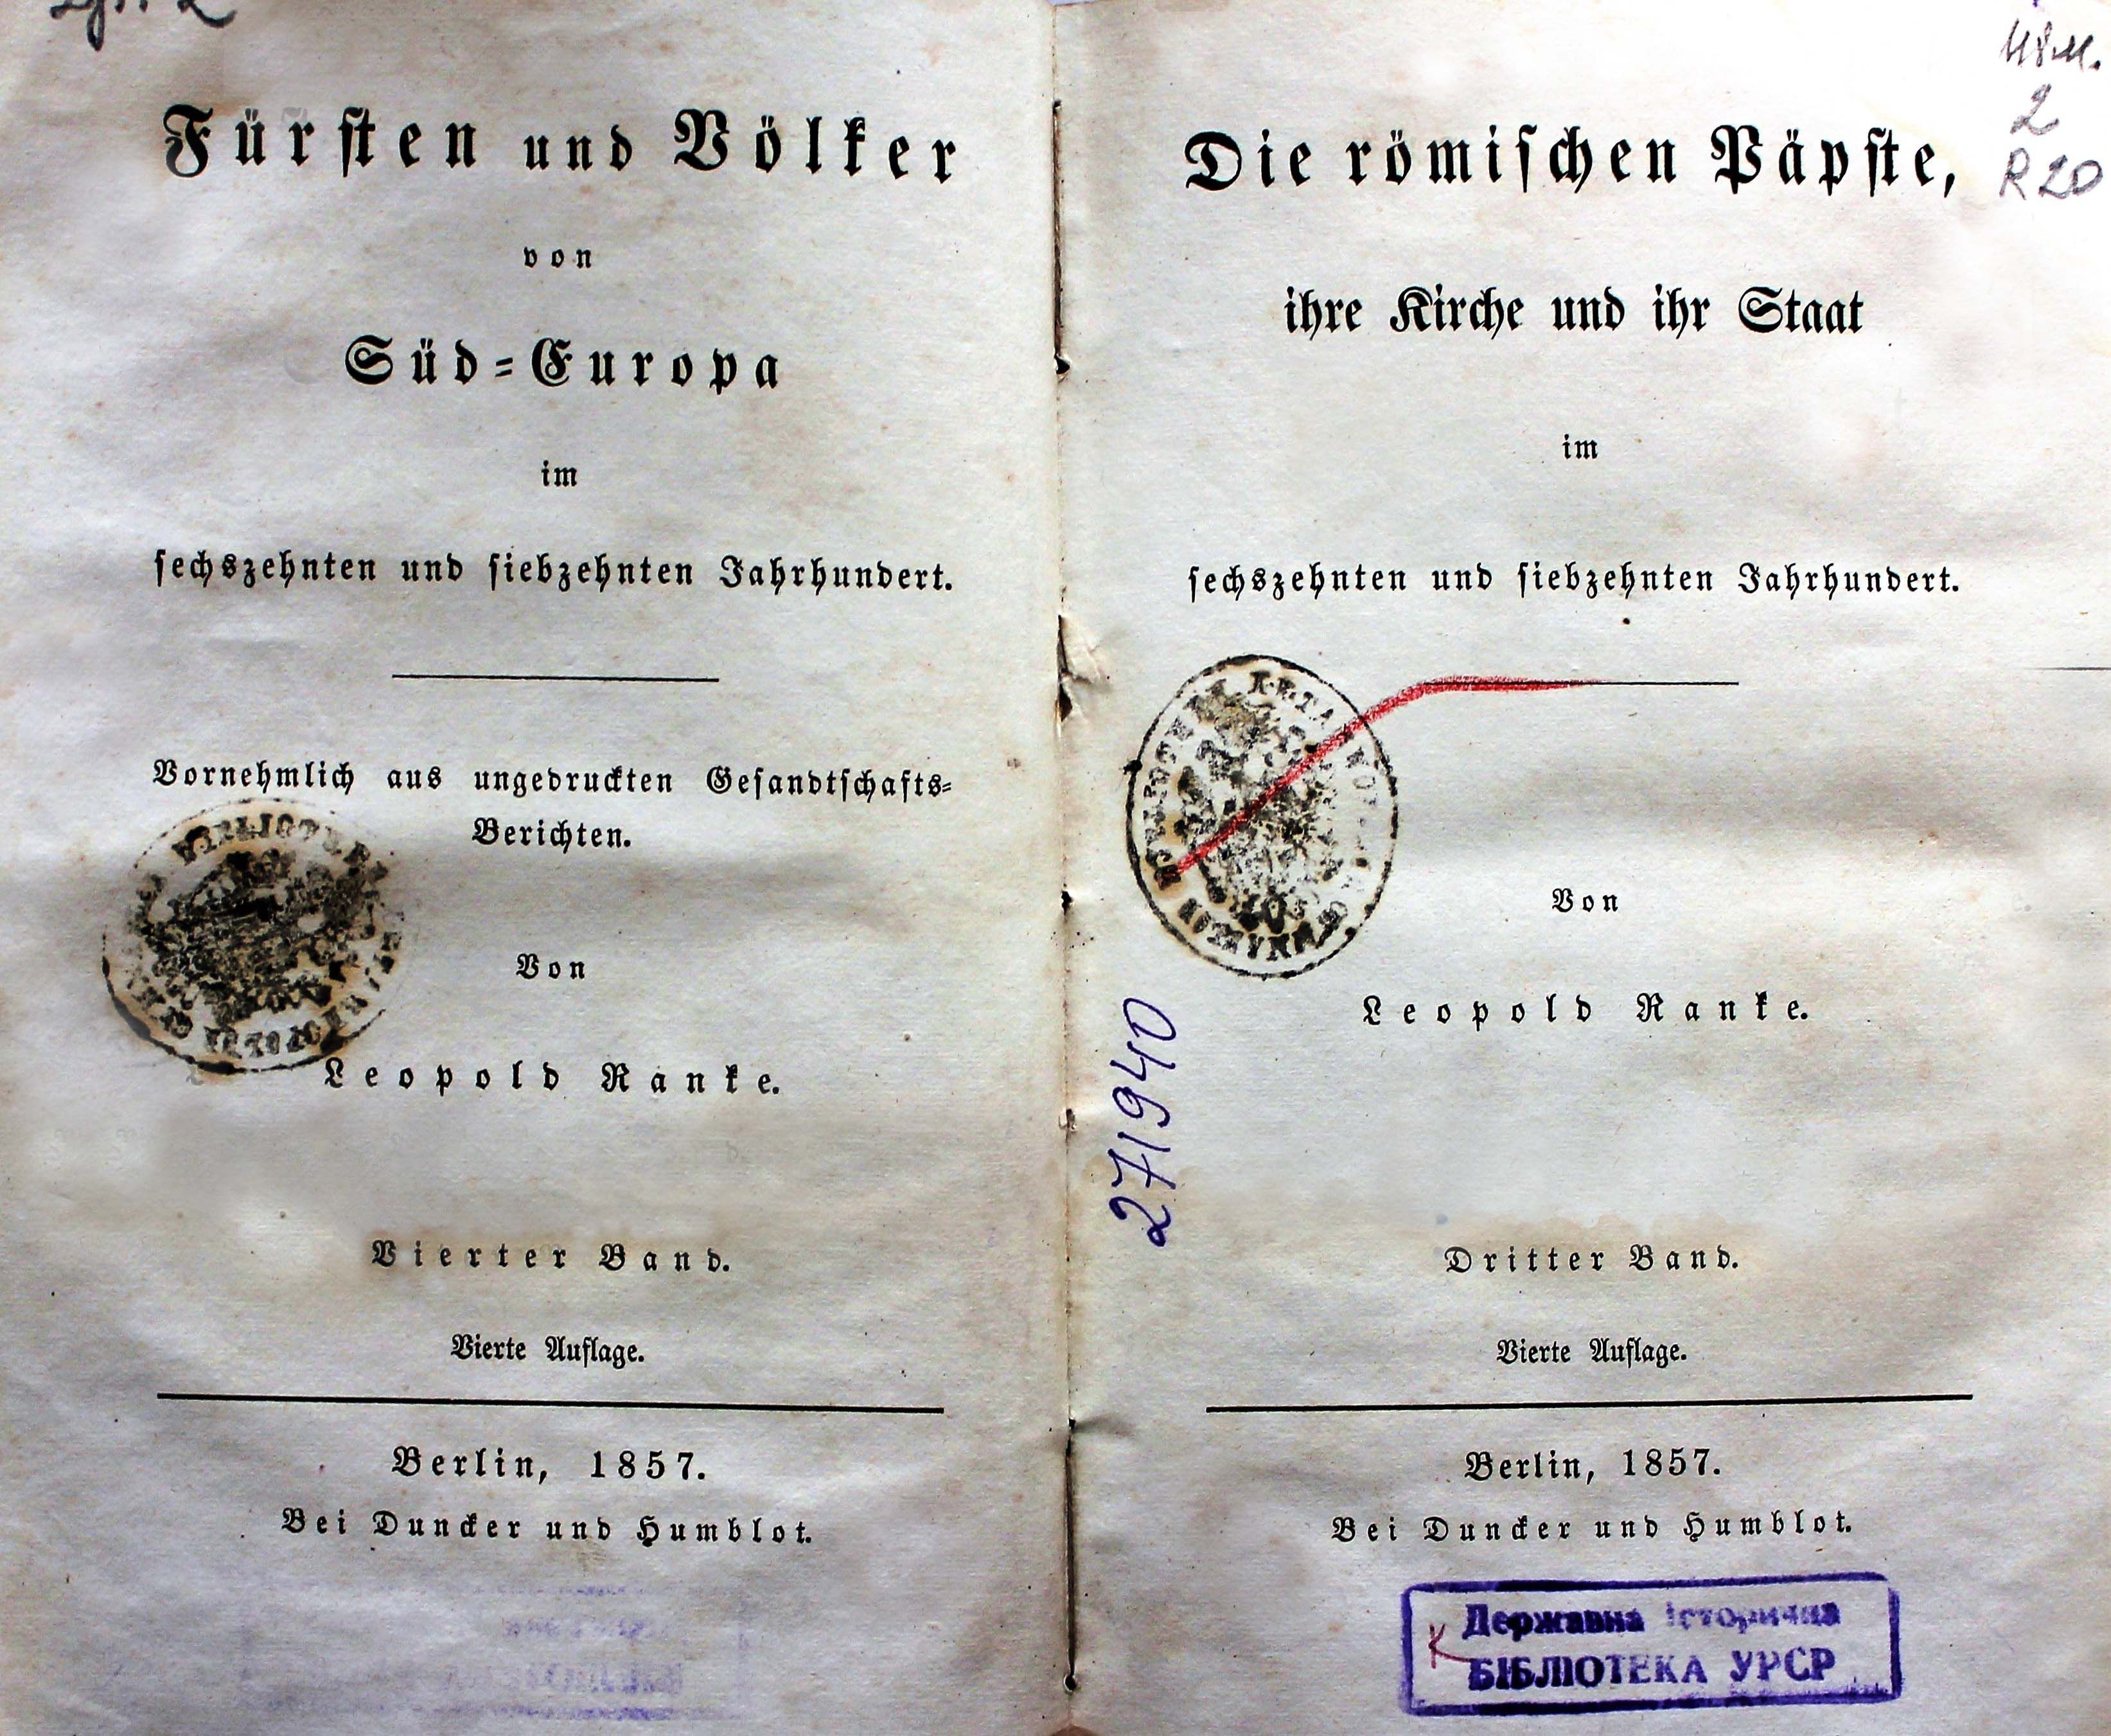 Fürſten und Völker
von
Süd=Europa
im
ſechszehnten und ſiebzehnten Jahrhundert.
Vornehmlich aus ungedruckten Geſandtſchafts=
Berichten.
Von
Leopold Ranke.
Vierter Band.
Vierte Auflage.
Berlin, 1857.
Bei Duncker und Humblot.
Die römiſchen Päpſte,
ihre Kirche und ihr Staat
im
ſechszehnten und ſiebzehnten Jahrhundert.
Von
Leopold Ranke.
Dritter Band.
Vierte Auflage.
Berlin, 1857.
Bei Duncker und Humblot.
2
R20
271940
Державна історична
К
БІБЛІОТЕКА УРСР